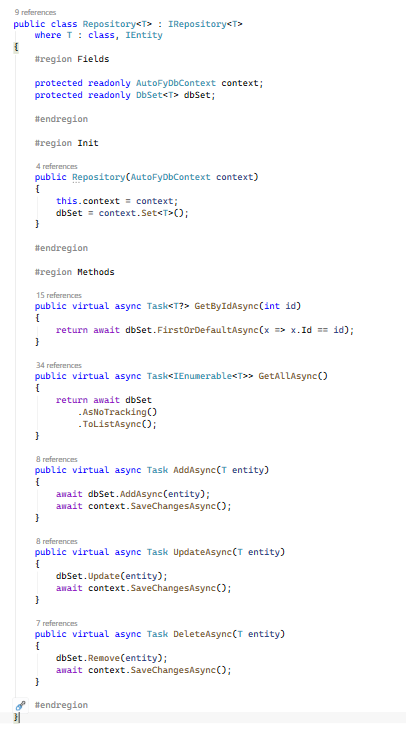 9 references
public class Repository<T> : IRepository<T>
    where T : class, IEntity
{
    #region Fields
    protected readonly AutoFyDbContext context;
    protected readonly DbSet<T> dbSet;
    #endregion
    #region Init
    4 references
    public Repository(AutoFyDbContext context)
    {
        this.context = context;
        dbSet = context.Set<T>();
    }
    #endregion
    #region Methods
    15 references
    public virtual async Task<T?> GetByIdAsync(int id)
    {
        return await dbSet.FirstOrDefaultAsync(x => x.Id == id);
    }
    34 references
    public virtual async Task<IEnumerable<T>> GetAllAsync()
    {
        return await dbSet
            .AsNoTracking()
            .ToListAsync();
    }
    8 references
    public virtual async Task AddAsync(T entity)
    {
        await dbSet.AddAsync(entity);
        await context.SaveChangesAsync();
    }
    8 references
    public virtual async Task UpdateAsync(T entity)
    {
        dbSet.Update(entity);
        await context.SaveChangesAsync();
    }
    7 references
    public virtual async Task DeleteAsync(T entity)
    {
        dbSet.Remove(entity);
        await context.SaveChangesAsync();
    }
    #endregion
}